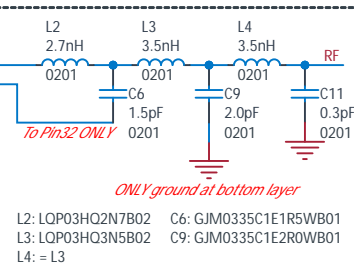 L2 L3 L4
2.7nH 3.5nH 3.5nH
RF
0201 0201 0201
C6 C9 C11
1.5pF 2.0pF 0.3pF
To Pin32 ONLY 0201 0201 0201
ONLY ground at bottom layer
L2: LQP03HQ2N7B02 C6: GJM0335C1E1R5WB01
L3: LQP03HQ3N5B02 C9: GJM0335C1E2R0WB01
L4: = L3